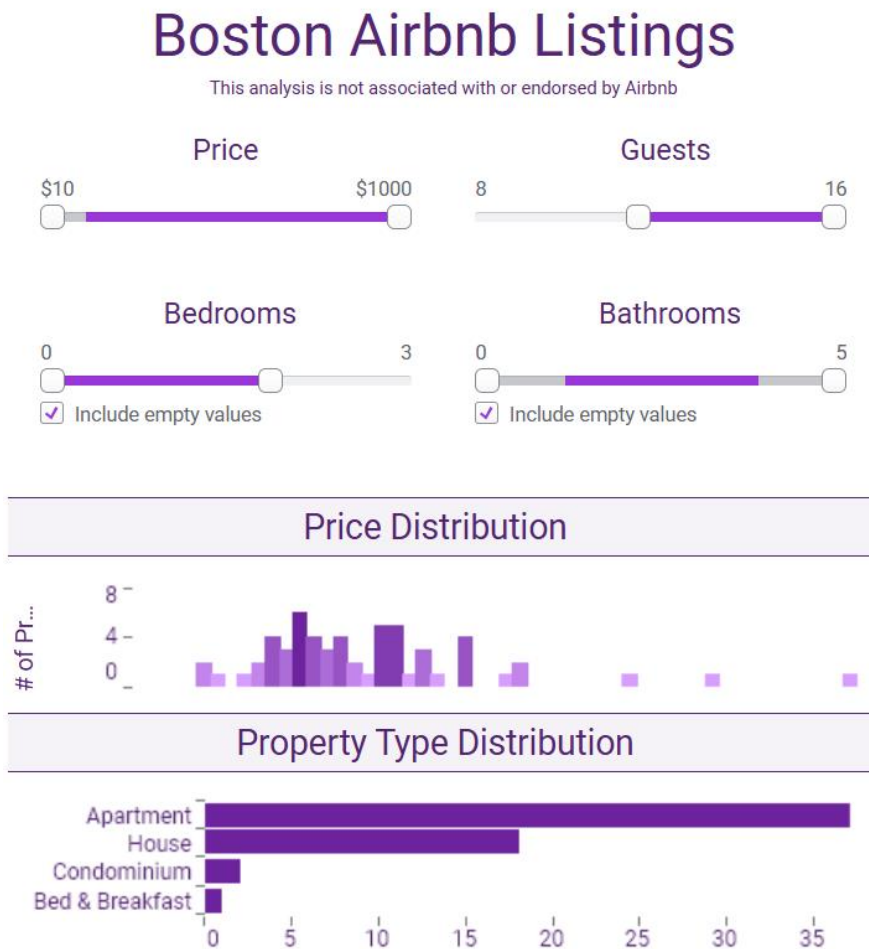 Boston Airbnb Listings
This analysis is not associated with or endorsed by Airbnb
Price
Guests
$10 $1000
8 16
Bedrooms
Bathrooms
0 3
0 5
Include empty values
Include empty values
Price Distribution
# of Pr...
8
4
0
Property Type Distribution
Apartment
House
Condominium
Bed & Breakfast
0 5 10 15 20 25 30 35